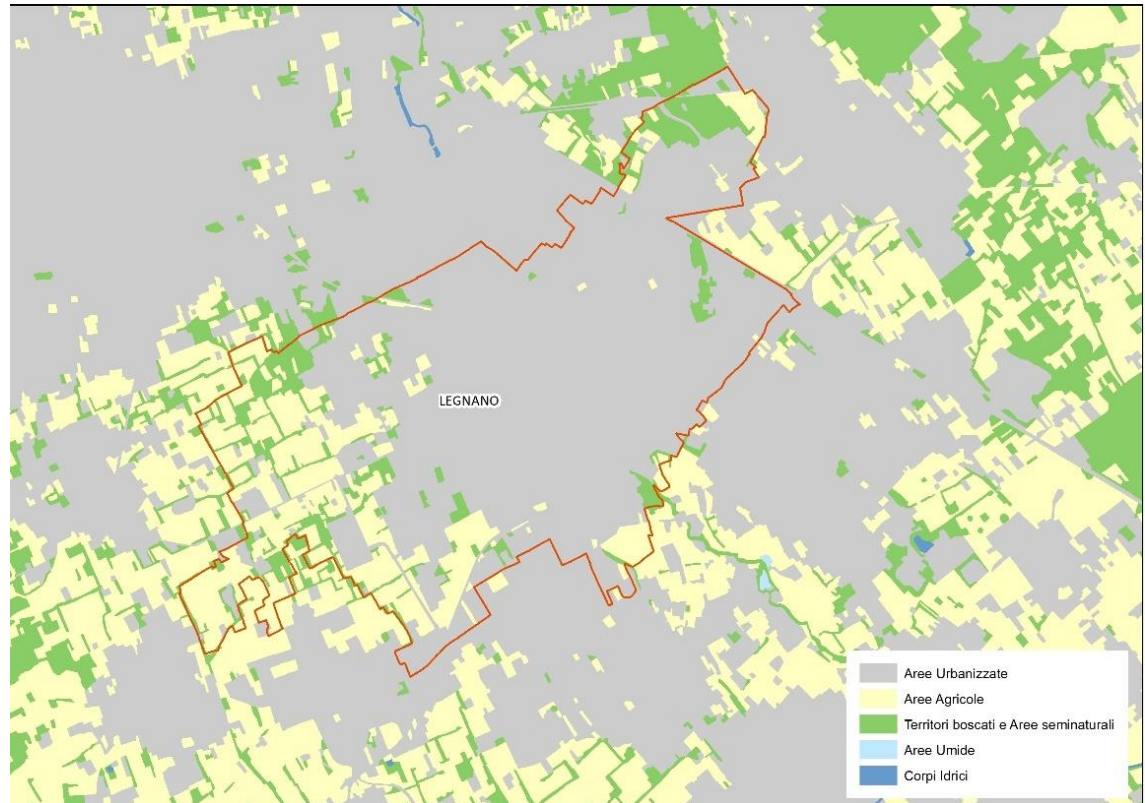 LEGNANO
Aree Urbanizzate
Aree Agricole
Territori boscati e Aree seminaturali
Aree Umide
Corpi Idrici